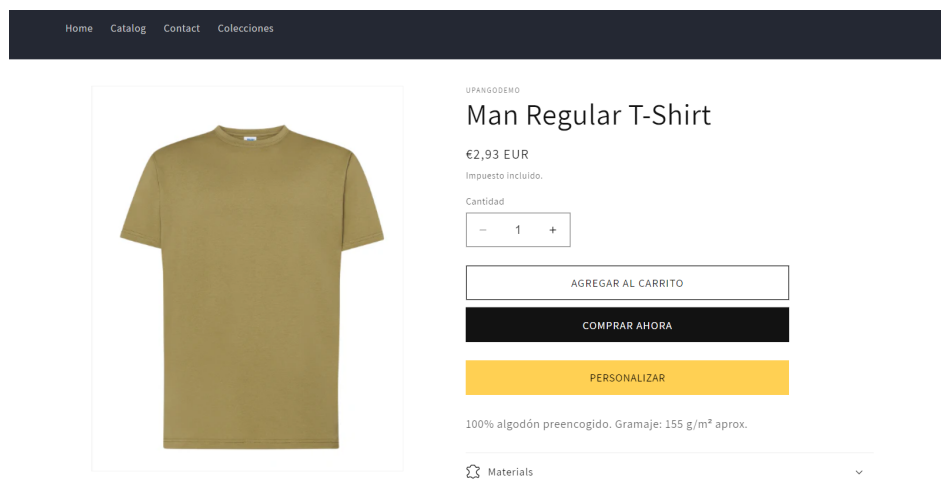 Home Catalog Contact Colecciones
UPANGODEMO
Man Regular T-Shirt
€2,93 EUR
Impuesto incluido.
Cantidad
− 1 +
AGREGAR AL CARRITO
COMPRAR AHORA
PERSONALIZAR
100% algodón preencogido. Gramaje: 155 g/m² aprox.
Materials